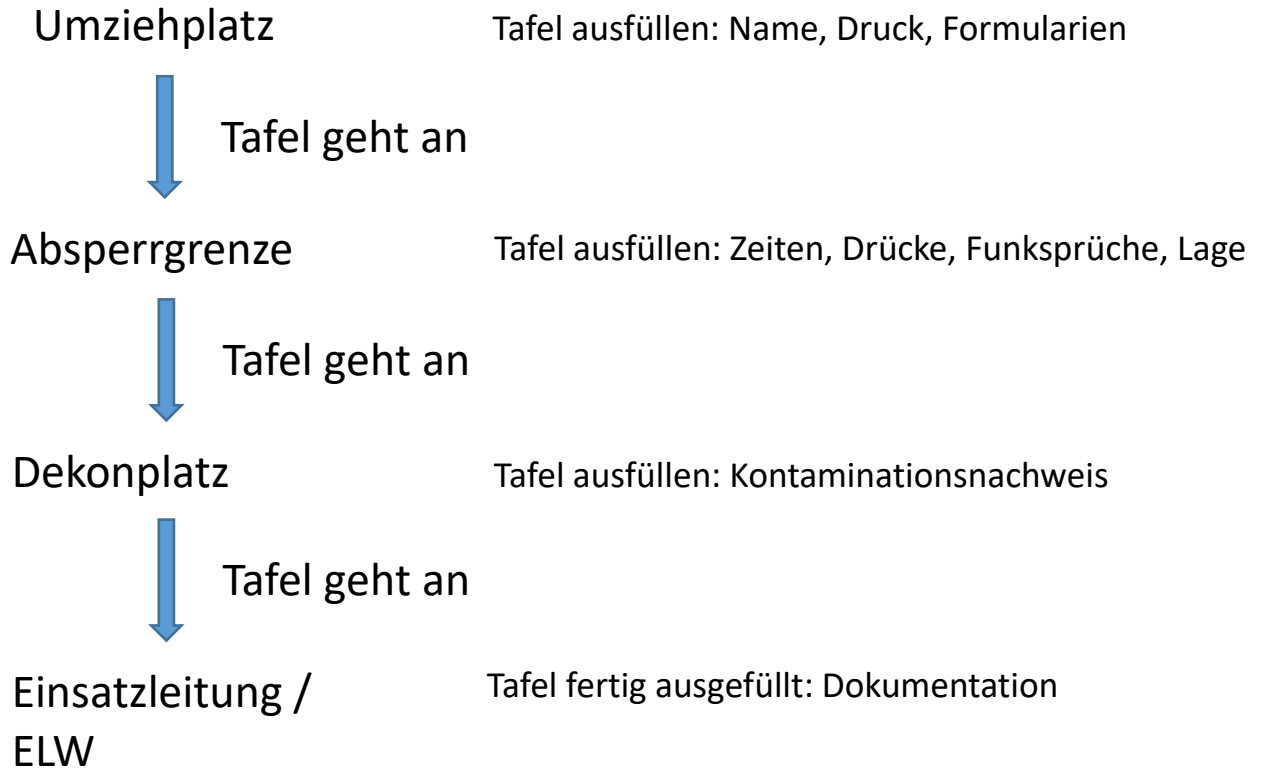 Umziehplatz
Tafel ausfüllen: Name, Druck, Formularien
Tafel geht an
Absperrgrenze
Tafel ausfüllen: Zeiten, Drücke, Funksprüche, Lage
Tafel geht an
Dekonplatz
Tafel ausfüllen: Kontaminationsnachweis
Tafel geht an
Einsatzleitung /
ELW
Tafel fertig ausgefüllt: Dokumentation